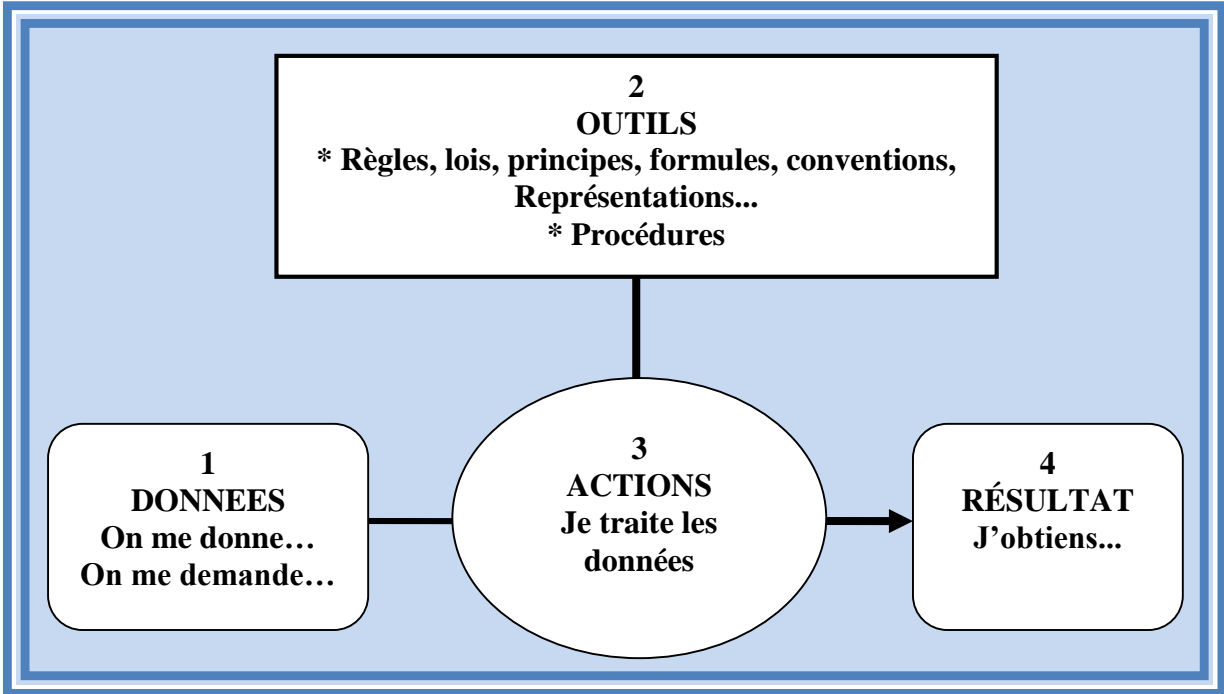 2
OUTILS
* Règles, lois, principes, formules, conventions,
Représentations...
* Procédures
1
DONNEES
On me donne…
On me demande…
3
ACTIONS
Je traite les
données
4
RÉSULTAT
J’obtiens...